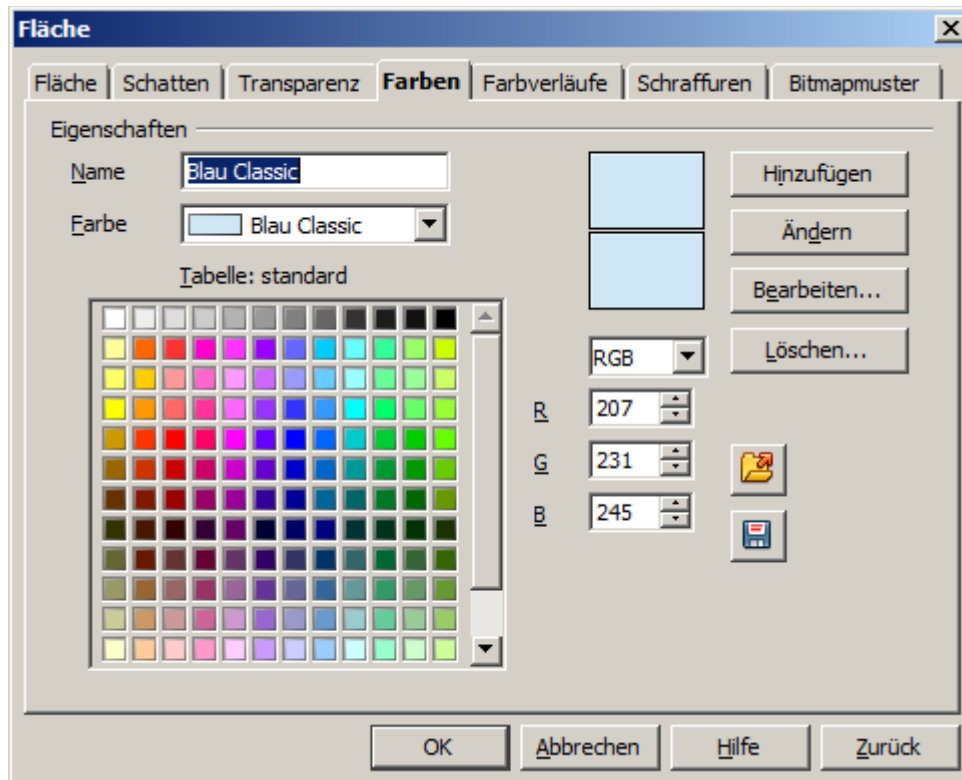 Fläche
Fläche Schatten Transparenz Farben Farbverläufe Schraffuren Bitmapmuster
Eigenschaften
Name Blau Classic Hinzufügen
Farbe Blau Classic Ändern
Tabelle: standard Bearbeiten...
RGB Löschen...
R 207
G 231
B 245
OK Abbrechen Hilfe Zurück